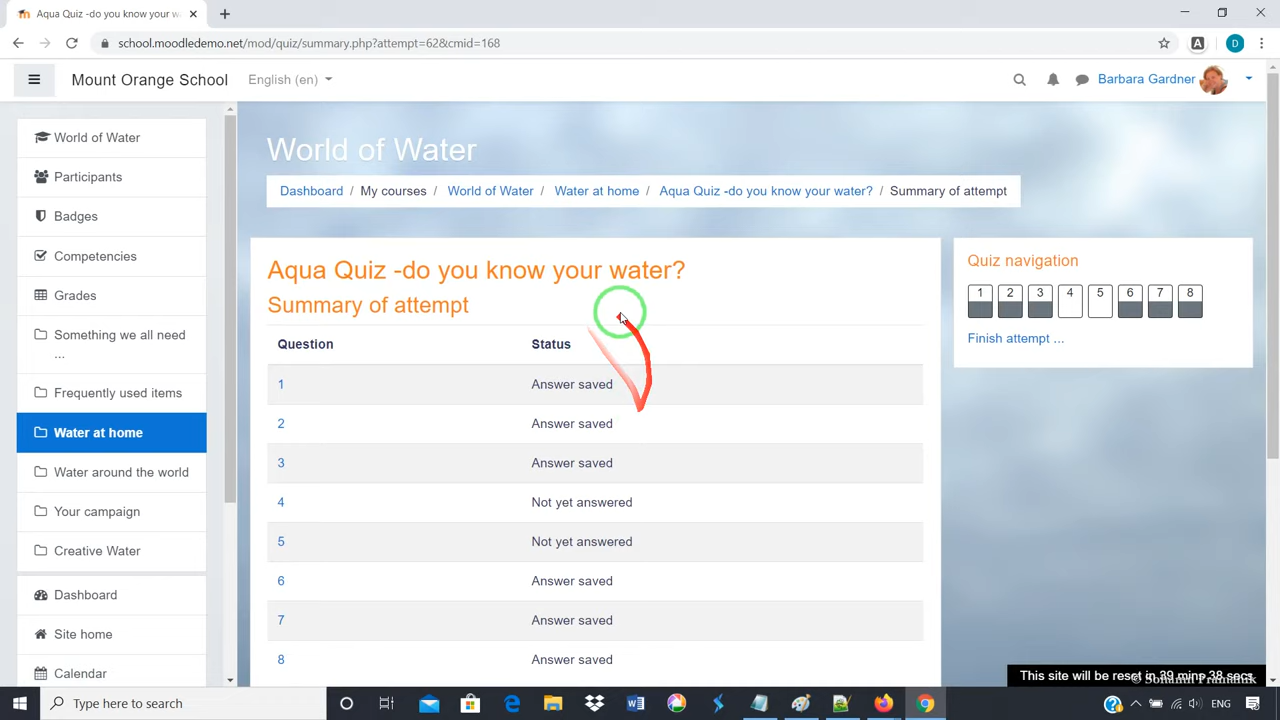 Aqua Quiz -do you know your w
school.moodledemo.net/mod/quiz/summary.php?attempt=62&cmid=168
A
D
Mount Orange School
English (en)
Barbara Gardner
World of Water
Participants
Badges
Competencies
Grades
Something we all need
...
Frequently used items
Water at home
Water around the world
Your campaign
Creative Water
Dashboard
Site home
Calendar
World of Water
Dashboard / My courses / World of Water / Water at home / Aqua Quiz -do you know your water? / Summary of attempt
Aqua Quiz -do you know your water?
Summary of attempt
Question Status
1 Answer saved
2 Answer saved
3 Answer saved
4 Not yet answered
5 Not yet answered
6 Answer saved
7 Answer saved
8 Answer saved
Quiz navigation
1 2 3 4 5 6 7 8
Finish attempt ...
This site will be reset in 39 mins 38 secs
Type here to search
ENG